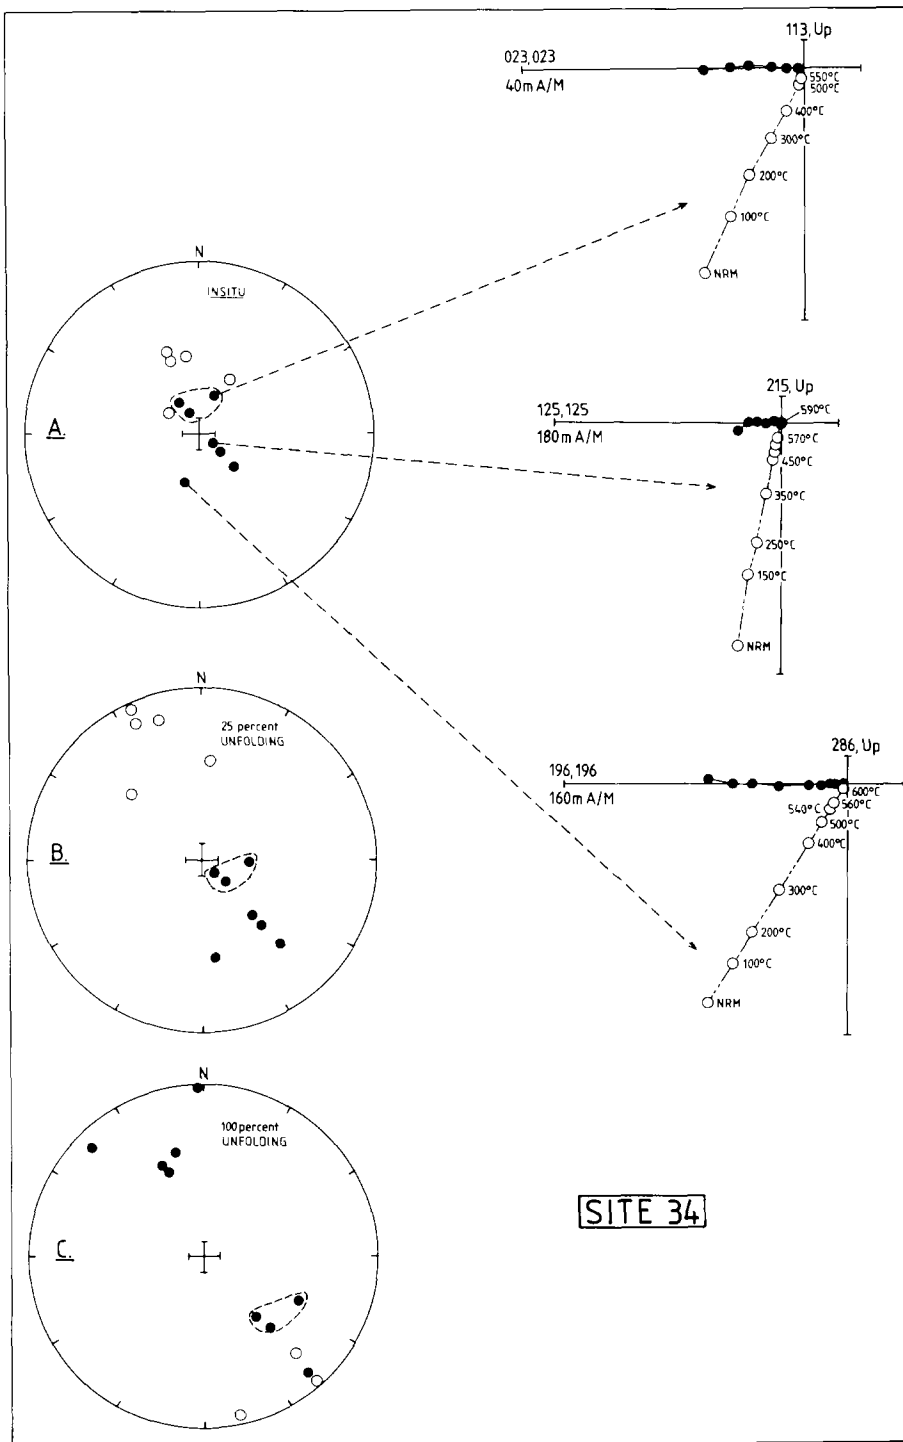 113, Up
023,023
40m A/M
550°C
500°C
400°C
300°C
200°C
100°C
NRM
N
INSITU
A.
215, Up
125,125
180m A/M
590°C
570°C
450°C
350°C
250°C
150°C
NRM
N
25 percent
UNFOLDING
B.
286, Up
196,196
160m A/M
600°C
560°C
540°C
500°C
400°C
300°C
200°C
100°C
NRM
N
100 percent
UNFOLDING
C.
SITE 34